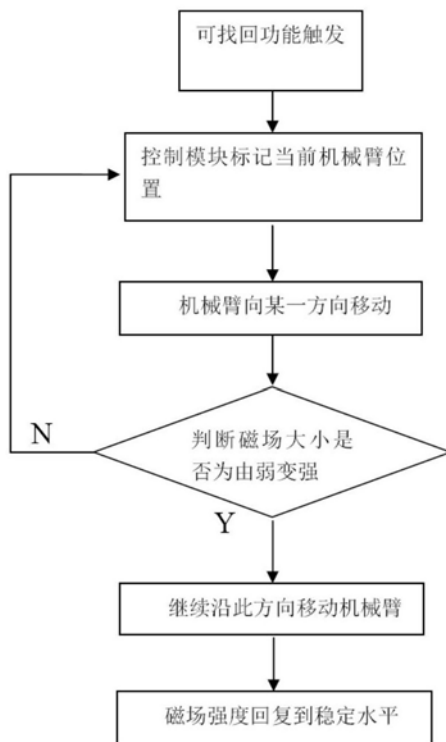 可找回功能触发
控制模块标记当前机械臂位
置
机械臂向某一方向移动
N
判断磁场大小是
否为由弱变强
Y
继续沿此方向移动机械臂
磁场强度回复到稳定水平